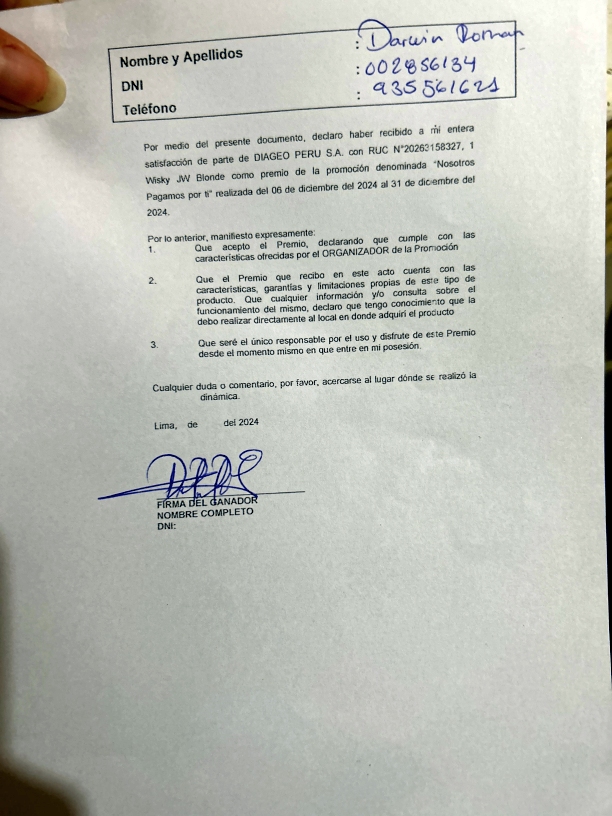 Nombre y Apellidos : Darwin Roman
DNI : 002856134
Teléfono : 935561621
Por medio del presente documento, declaro haber recibido a mi entera
satisfacción de parte de DIAGEO PERU S.A. con RUC N°20262158327, 1
Wisky JW Blonde como premio de la promoción denominada "Nosotros
Pagamos por ti" realizada del 06 de diciembre del 2024 al 31 de diciembre del
2024.
Por lo anterior, manifiesto expresamente:
1. Que acepto el Premio, declarando que cumple con las
características ofrecidas por el ORGANIZADOR de la Promoción
2. Que el Premio que recibo en este acto cuenta con las
características, garantías y limitaciones propias de este tipo de
producto. Que cualquier información y/o consulta sobre el
funcionamiento del mismo, declaro que tengo conocimiento que la
debo realizar directamente al local en donde adquirí el producto
3. Que seré el único responsable por el uso y disfrute de este Premio
desde el momento mismo en que entre en mi posesión.
Cualquier duda o comentario, por favor, acercarse al lugar dónde se realizó la
dinámica.
Lima, de del 2024
FIRMA DEL GANADOR
NOMBRE COMPLETO
DNI: